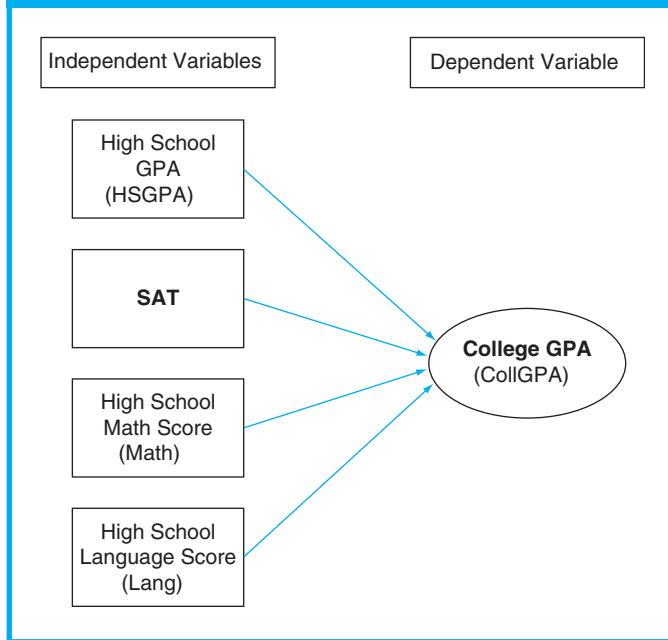 Independent Variables
Dependent Variable
High School
GPA
(HSGPA)
SAT
College GPA
(CollGPA)
High School
Math Score
(Math)
High School
Language Score
(Lang)